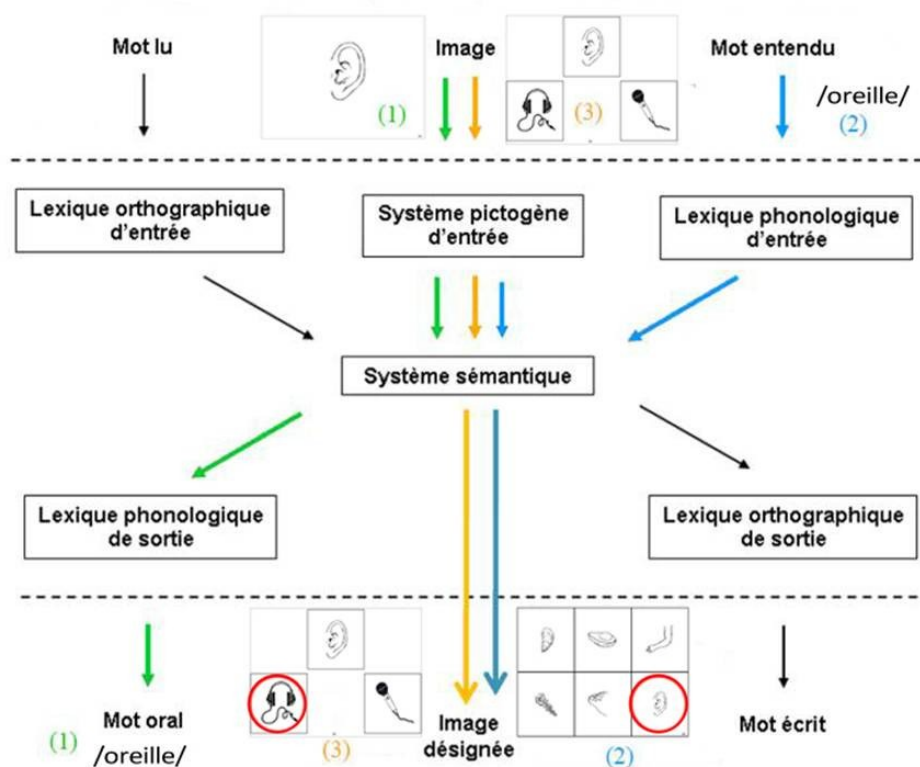 Mot lu
Image
Mot entendu
(1)
(3)
/oreille/
(2)
Lexique orthographique
d'entrée
Système pictogène
d'entrée
Lexique phonologique
d'entrée
Système sémantique
Lexique phonologique
de sortie
Lexique orthographique
de sortie
Mot oral
(1)
/oreille/
(3)
Image
désignée
(2)
Mot écrit